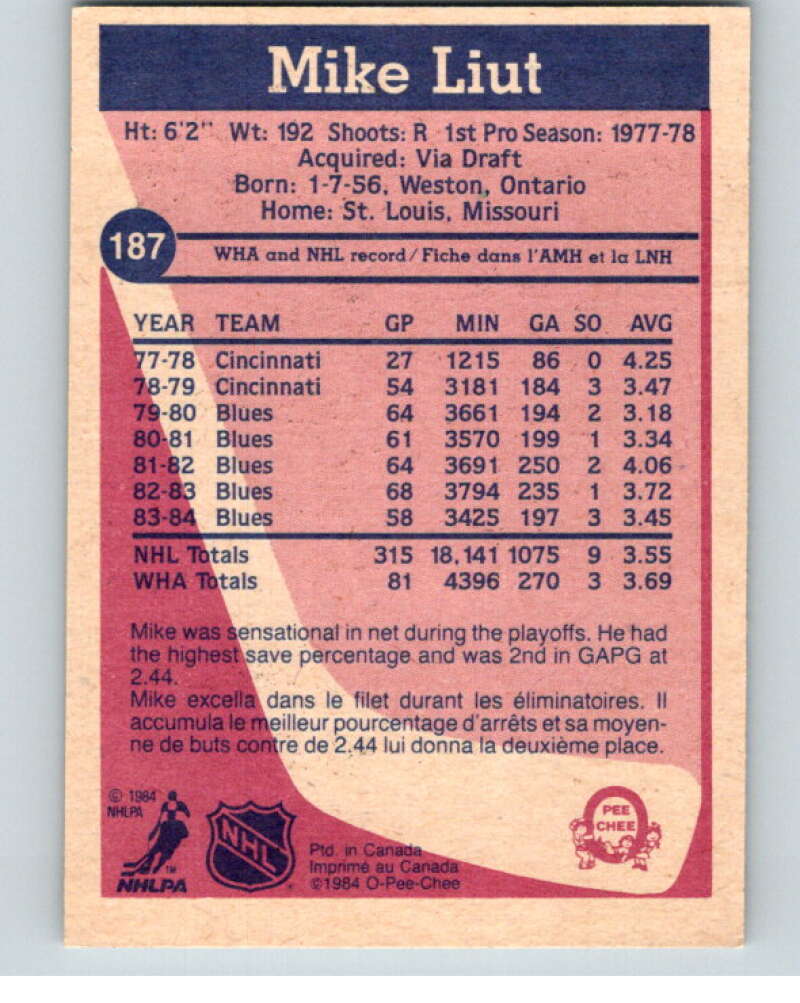 Mike Liut
Ht: 6'2" Wt: 192 Shoots: R 1st Pro Season: 1977-78
Acquired: Via Draft
Born: 1-7-56, Weston, Ontario
Home: St. Louis, Missouri
187
WHA and NHL record/Fiche dans l'AMH et la LNH
YEAR TEAM GP MIN GA SO AVG
77-78 Cincinnati 27 1215 86 0 4.25
78-79 Cincinnati 54 3181 184 3 3.47
79-80 Blues 64 3661 194 2 3.18
80-81 Blues 61 3570 199 1 3.34
81-82 Blues 64 3691 250 2 4.06
82-83 Blues 68 3794 235 1 3.72
83-84 Blues 58 3425 197 3 3.45
NHL Totals 315 18,141 1075 9 3.55
WHA Totals 81 4396 270 3 3.69
Mike was sensational in net during the playoffs. He had
the highest save percentage and was 2nd in GAPG at
2.44.
Mike excella dans le filet durant les éliminatoires. Il
accumula le meilleur pourcentage d'arrêts et sa moyen-
ne de buts contre de 2.44 lui donna la deuxième place.
© 1984
NHLPA
NHLPA
TM
NHL
Ptd. in Canada
Imprimé au Canada
©1984 O-Pee-Chee
PEE
CHEE